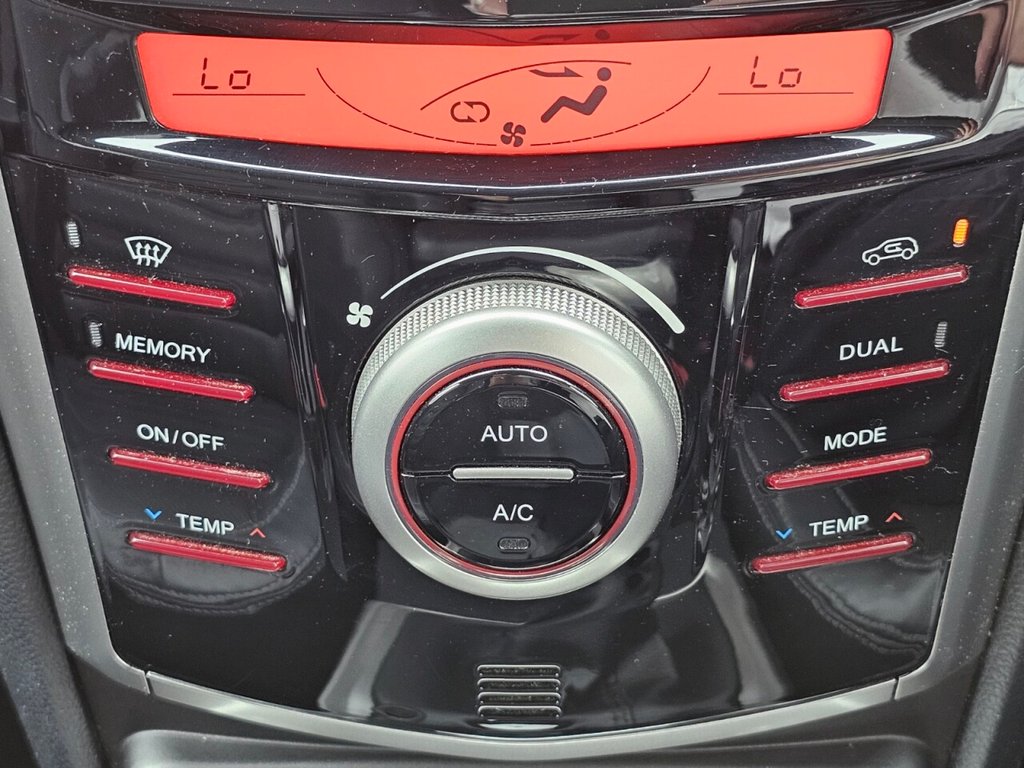 Lo
Lo
MEMORY
DUAL
ON/OFF
AUTO
MODE
TEMP
A/C
TEMP